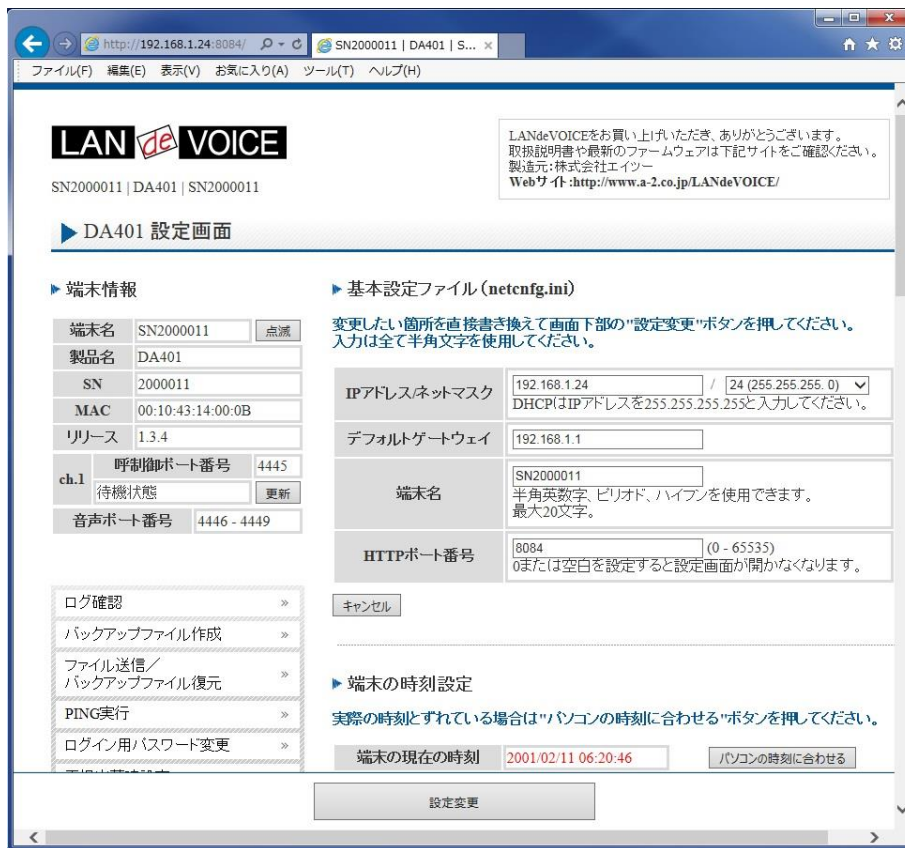 http://192.168.1.24:8084/
SN2000011 | DA401 | S...
ファイル(F) 編集(E) 表示(V) お気に入り(A) ツール(T) ヘルプ(H)
LAN de VOICE
LANdeVOICEをお買い上げいただき、ありがとうございます。
取扱説明書や最新のファームウェアは下記サイトをご確認ください。
製造元:株式会社エイツー
Webサイト:http://www.a-2.co.jp/LANdeVOICE/
SN2000011 | DA401 | SN2000011
DA401 設定画面
端末情報
端末名 SN2000011 点滅
製品名 DA401
SN 2000011
MAC 00:10:43:14:00:0B
リリース 1.3.4
ch.1 呼制御ポート番号 4445
待機状態 更新
音声ポート番号 4446 - 4449
ログ確認 »
バックアップファイル作成 »
ファイル送信／
バックアップファイル復元 »
PING実行 »
ログイン用パスワード変更 »
基本設定ファイル(netcnfg.ini)
変更したい箇所を直接書き換えて画面下部の"設定変更"ボタンを押してください。
入力は全て半角文字を使用してください。
IPアドレス/ネットマスク 192.168.1.24 / 24 (255.255.255. 0)
DHCPはIPアドレスを255.255.255.255と入力してください。
デフォルトゲートウェイ 192.168.1.1
端末名 SN2000011
半角英数字、ピリオド、ハイフンを使用できます。
最大20文字。
HTTPポート番号 8084 (0 - 65535)
0または空白を設定すると設定画面が開かなくなります。
キャンセル
端末の時刻設定
実際の時刻とずれている場合は"パソコンの時刻に合わせる"ボタンを押してください。
端末の現在の時刻 2001/02/11 06:20:46 パソコンの時刻に合わせる
設定変更